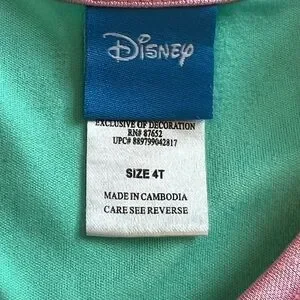 Disney
EXCLUSIVE OF DECORATION
RN# 87652
UPC# 889799042817
SIZE 4T
MADE IN CAMBODIA
CARE SEE REVERSE